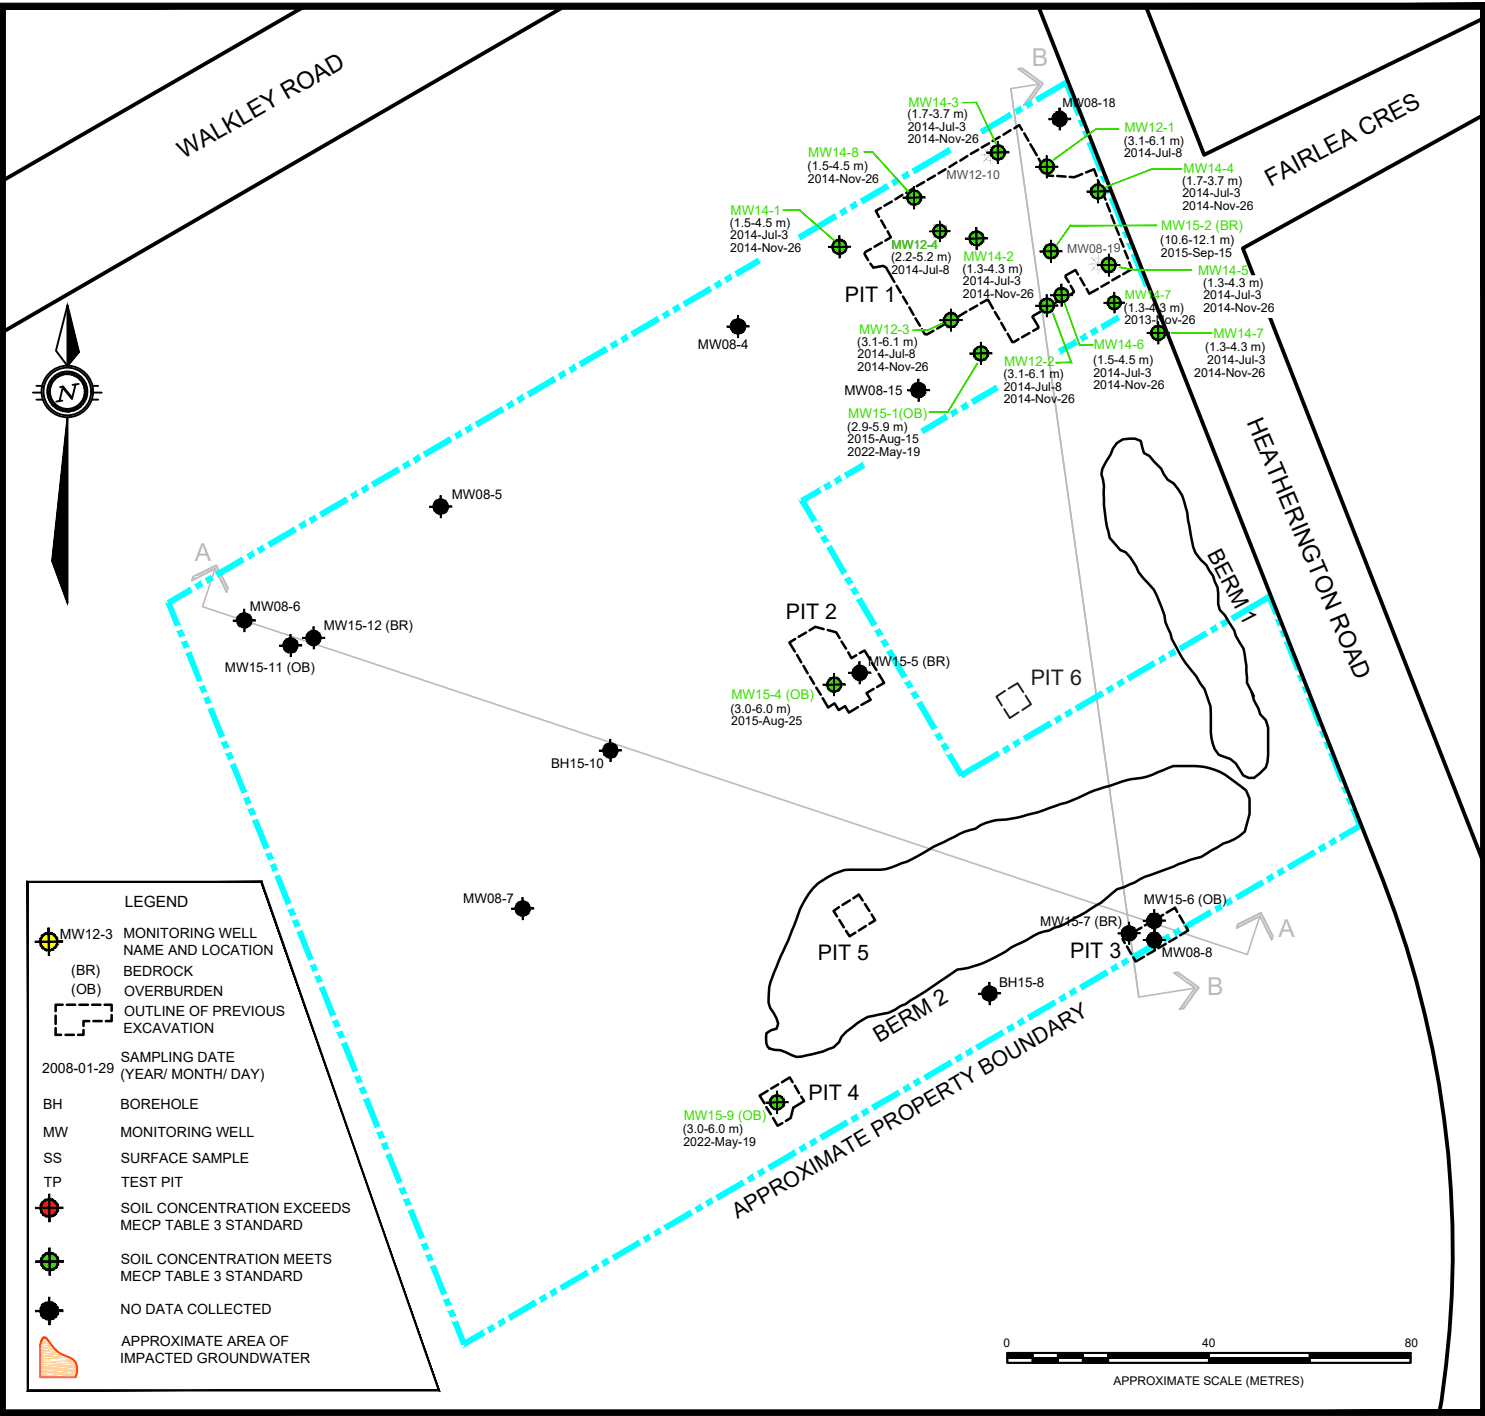 WALKLEY ROAD
FAIRLEA CRES
HEATHERINGTON ROAD
B
MW08-18
MW14-3
(1.7-3.7 m)
2014-Jul-3
2014-Nov-26
MW12-1
(3.1-6.1 m)
2014-Jul-8
MW14-8
(1.5-4.5 m)
2014-Nov-26
MW12-10
MW14-4
(1.7-3.7 m)
2014-Jul-3
2014-Nov-26
MW14-1
(1.5-4.5 m)
2014-Jul-3
2014-Nov-26
MW15-2 (BR)
(10.6-12.1 m)
2015-Sep-15
MW12-4
(2.2-5.2 m)
2014-Jul-8
MW14-2
(1.3-4.3 m)
2014-Jul-3
2014-Nov-26
MW08-19
MW14-5
(1.3-4.3 m)
2014-Jul-3
2014-Nov-26
PIT 1
MW14-7
(1.3-4.3 m)
2013-Nov-26
MW12-3
(3.1-6.1 m)
2014-Jul-8
2014-Nov-26
MW14-7
(1.3-4.3 m)
2014-Jul-3
2014-Nov-26
MW08-4
MW12-2
(3.1-6.1 m)
2014-Jul-8
2014-Nov-26
MW14-6
(1.5-4.5 m)
2014-Jul-3
2014-Nov-26
MW08-15
MW15-1(OB)
(2.9-5.9 m)
2015-Aug-15
2022-May-19
N
MW08-5
A
MW08-6
MW15-12 (BR)
MW15-11 (OB)
BERM 1
PIT 2
MW15-5 (BR)
MW15-4 (OB)
(3.0-6.0 m)
2015-Aug-25
PIT 6
BH15-10
MW08-7
PIT 5
MW15-6 (OB)
MW15-7 (BR)
PIT 3
MW08-8
A
BH15-8
B
BERM 2
PIT 4
MW15-9 (OB)
(3.0-6.0 m)
2022-May-19
APPROXIMATE PROPERTY BOUNDARY
LEGEND
MW12-3 MONITORING WELL
NAME AND LOCATION
(BR) BEDROCK
(OB) OVERBURDEN
OUTLINE OF PREVIOUS
EXCAVATION
2008-01-29 SAMPLING DATE
(YEAR/ MONTH/ DAY)
BH BOREHOLE
MW MONITORING WELL
SS SURFACE SAMPLE
TP TEST PIT
SOIL CONCENTRATION EXCEEDS
MECP TABLE 3 STANDARD
SOIL CONCENTRATION MEETS
MECP TABLE 3 STANDARD
NO DATA COLLECTED
APPROXIMATE AREA OF
IMPACTED GROUNDWATER
0 40 80
APPROXIMATE SCALE (METRES)